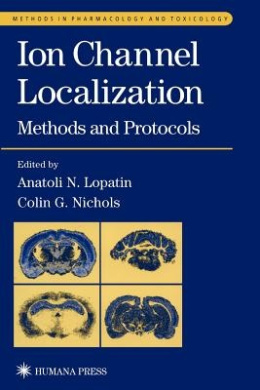 METHODS IN PHARMACOLOGY AND TOXICOLOGY
Ion Channel
Localization
Methods and Protocols
Edited by
Anatoli N. Lopatin
Colin G. Nichols
HUMANA PRESS